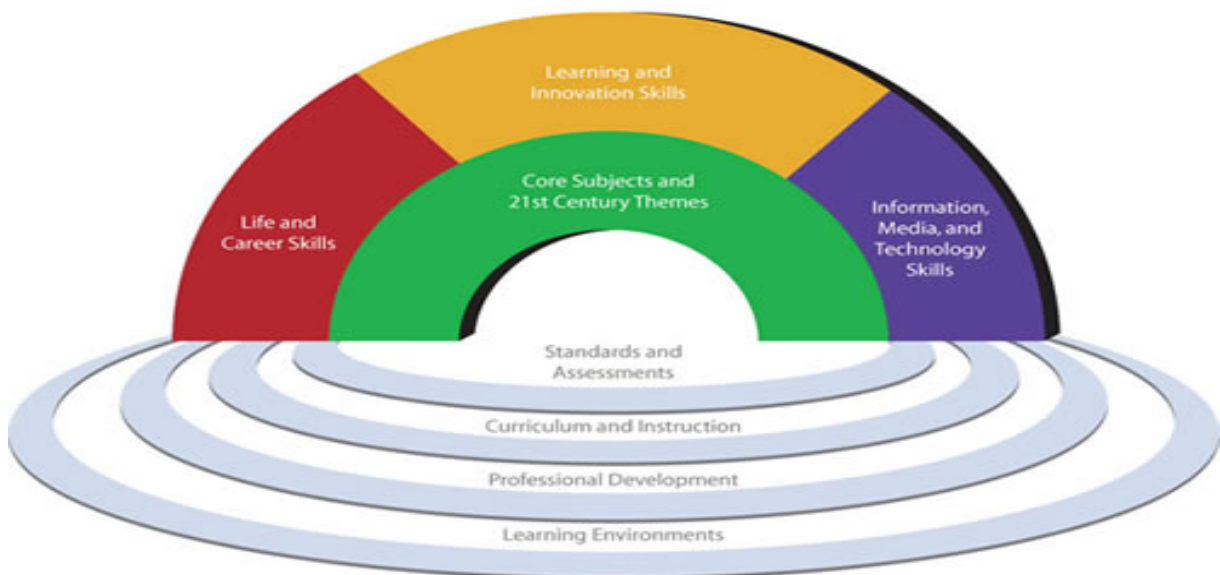 Learning and
Innovation Skills
Core Subjects and
21st Century Themes
Life and
Career Skills
Information,
Media, and
Technology
Skills
Standards and
Assessments
Curriculum and Instruction
Professional Development
Learning Environments